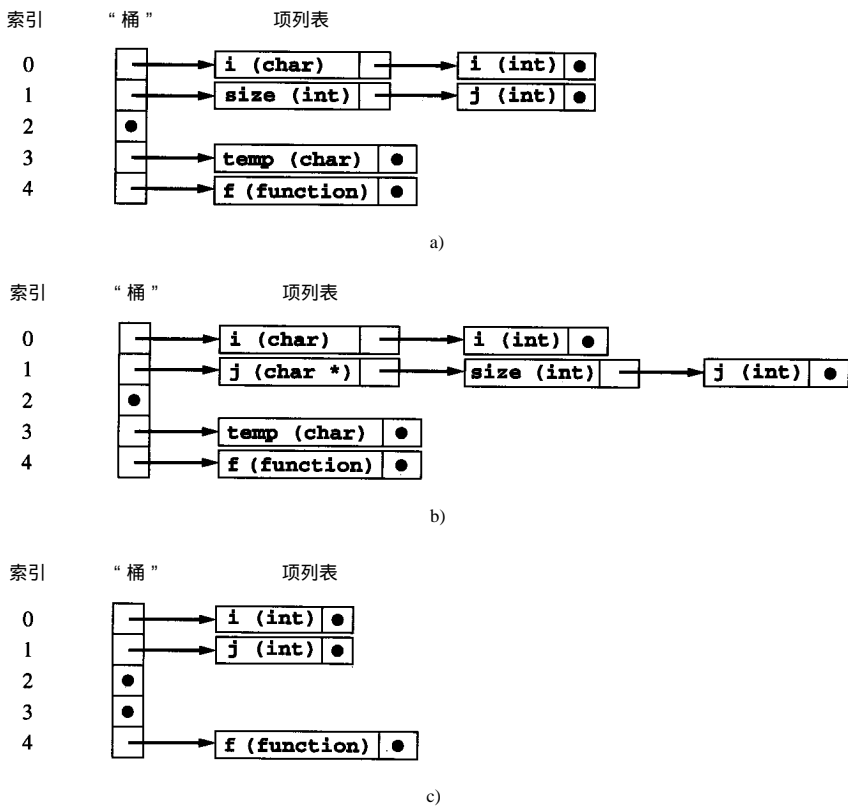 索引 “桶” 项列表
0 i (char) i (int)
1 size (int) j (int)
2
3 temp (char)
4 f (function)
a)
索引 “桶” 项列表
0 i (char) i (int)
1 j (char *) size (int) j (int)
2
3 temp (char)
4 f (function)
b)
索引 “桶” 项列表
0 i (int)
1 j (int)
2
3
4 f (function)
c)